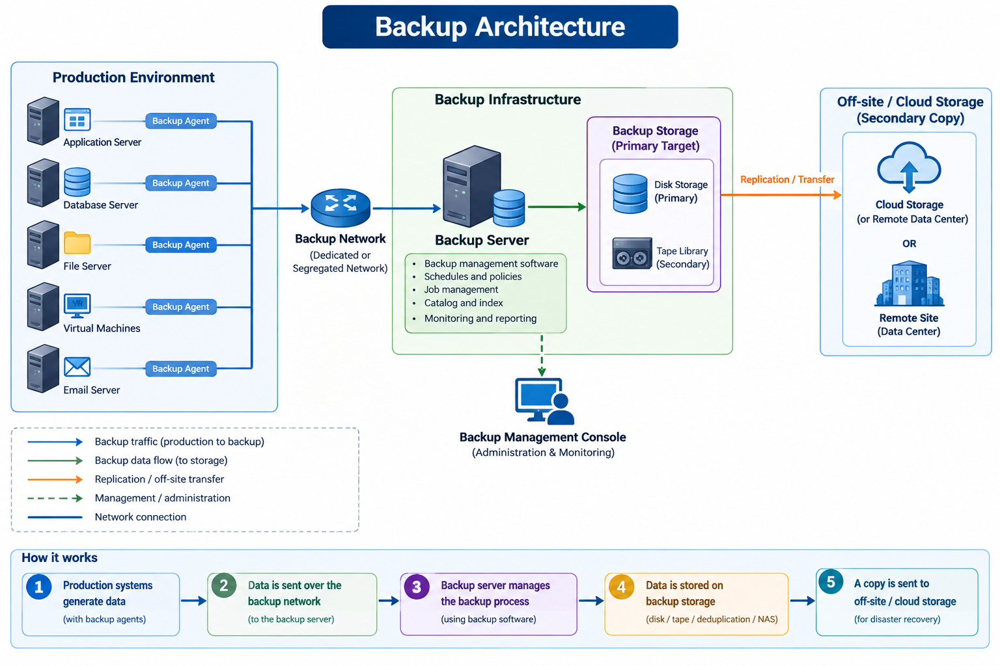 Backup Architecture
Production Environment
Backup Agent
Application Server
Backup Agent
Database Server
Backup Agent
File Server
Backup Agent
VM
Virtual Machines
Backup Agent
Email Server
Backup Network
(Dedicated or
Segregated Network)
Backup Infrastructure
Backup Server
• Backup management software
• Schedules and policies
• Job management
• Catalog and index
• Monitoring and reporting
Backup Storage
(Primary Target)
Disk Storage
(Primary)
Tape Library
(Secondary)
Replication / Transfer
Off-site / Cloud Storage
(Secondary Copy)
Cloud Storage
(or Remote Data Center)
OR
Remote Site
(Data Center)
Backup Management Console
(Administration & Monitoring)
Backup traffic (production to backup)
Backup data flow (to storage)
Replication / off-site transfer
Management / administration
Network connection
How it works
1
Production systems
generate data
(with backup agents)
2
Data is sent over the
backup network
(to the backup server)
3
Backup server manages
the backup process
(using backup software)
4
Data is stored on
backup storage
(disk / tape / deduplication / NAS)
5
A copy is sent to
off-site / cloud storage
(for disaster recovery)